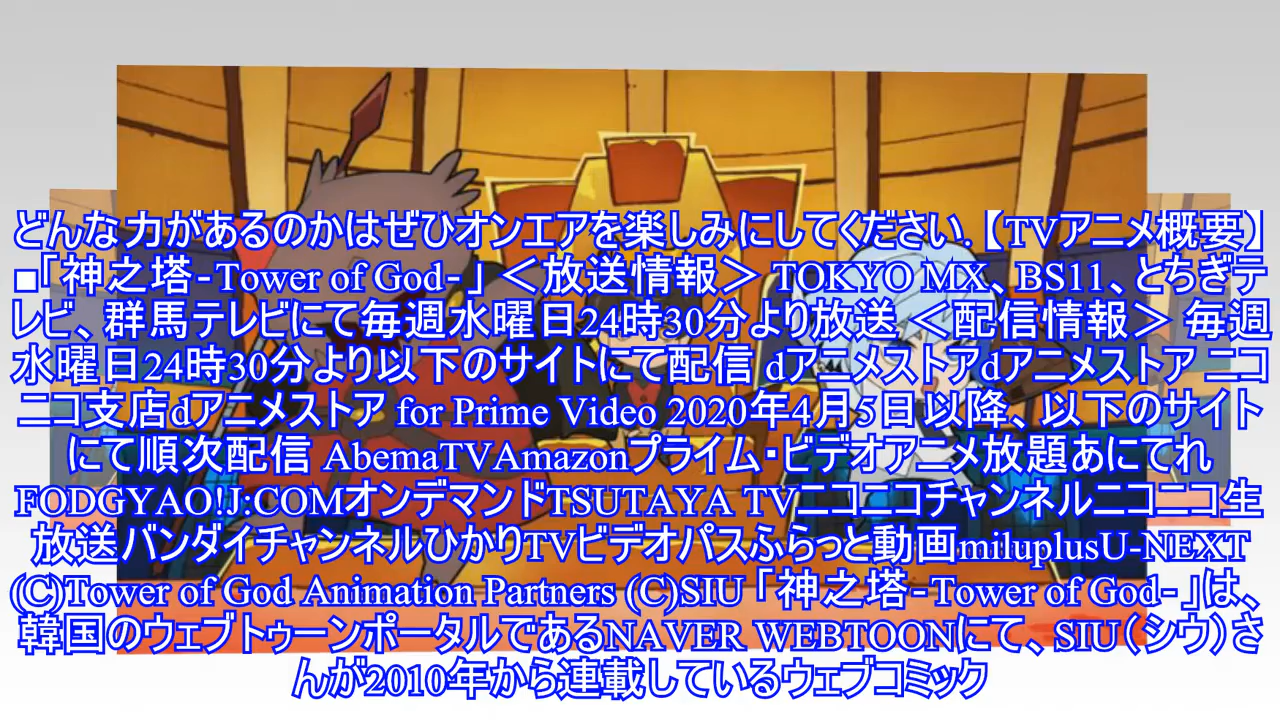 どんな力があるのかはぜひオンエアを楽しみにしてください.【TVアニメ概要】
■「神之塔-Tower of God-」＜放送情報＞ TOKYO MX、BS11、とちぎテ
レビ、群馬テレビにて毎週水曜日24時30分より放送 ＜配信情報＞ 毎週
水曜日24時30分より以下のサイトにて配信 dアニメストアdアニメストア ニコ
ニコ支店dアニメストア for Prime Video 2020年4月5日以降、以下のサイト
にて順次配信 AbemaTVAmazonプライム・ビデオアニメ放題あにてれ
FODGYAO!J:COMオンデマンドTSUTAYA TVニコニコチャンネルニコニコ生
放送バンダイチャンネルひかりTVビデオパスふらっと動画miluplusU-NEXT
(C)Tower of God Animation Partners (C)SIU「神之塔-Tower of God-」は、
韓国のウェブトゥーンポータルであるNAVER WEBTOONにて、SIU（シウ）さ
んが2010年から連載しているウェブコミック